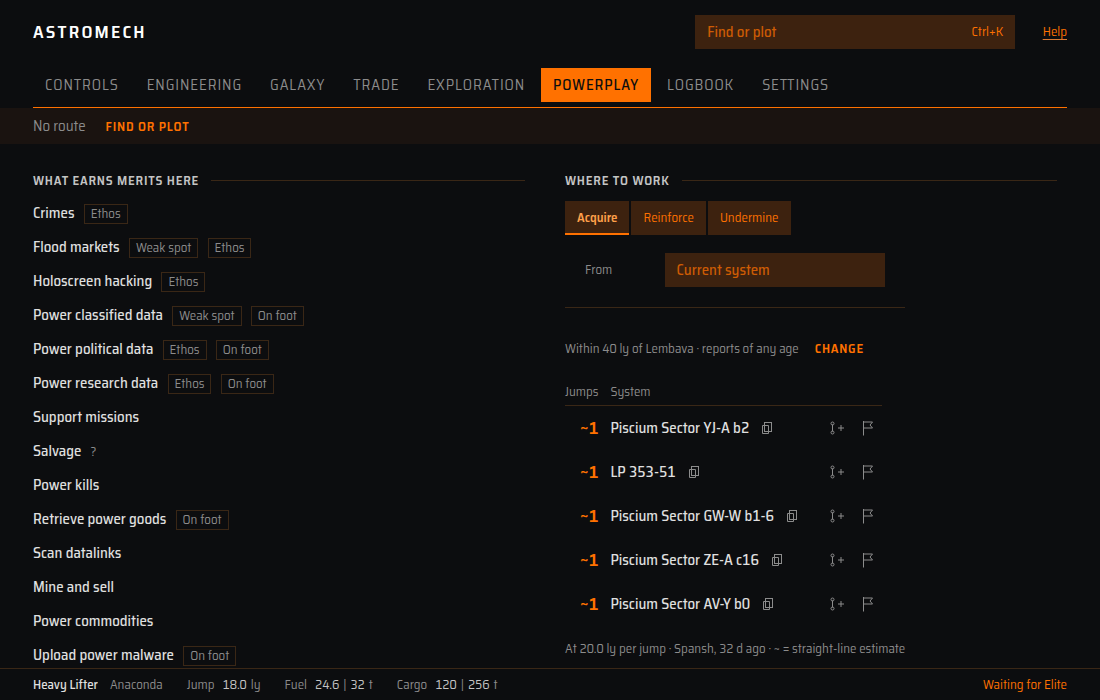 ASTROMECH
Find or plot Ctrl+K
Help
CONTROLS ENGINEERING GALAXY TRADE EXPLORATION POWERPLAY LOGBOOK SETTINGS
No route FIND OR PLOT
WHAT EARNS MERITS HERE
Crimes Ethos
Flood markets Weak spot Ethos
Holoscreen hacking Ethos
Power classified data Weak spot On foot
Power political data Ethos On foot
Power research data Ethos On foot
Support missions
Salvage ?
Power kills
Retrieve power goods On foot
Scan datalinks
Mine and sell
Power commodities
Upload power malware On foot
WHERE TO WORK
Acquire Reinforce Undermine
From Current system
Within 40 ly of Lembava · reports of any age CHANGE
Jumps System
~1 Piscium Sector YJ-A b2
~1 LP 353-51
~1 Piscium Sector GW-W b1-6
~1 Piscium Sector ZE-A c16
~1 Piscium Sector AV-Y b0
At 20.0 ly per jump · Spansh, 32 d ago · ~ = straight-line estimate
Heavy Lifter Anaconda Jump 18.0 ly Fuel 24.6 | 32 t Cargo 120 | 256 t Waiting for Elite